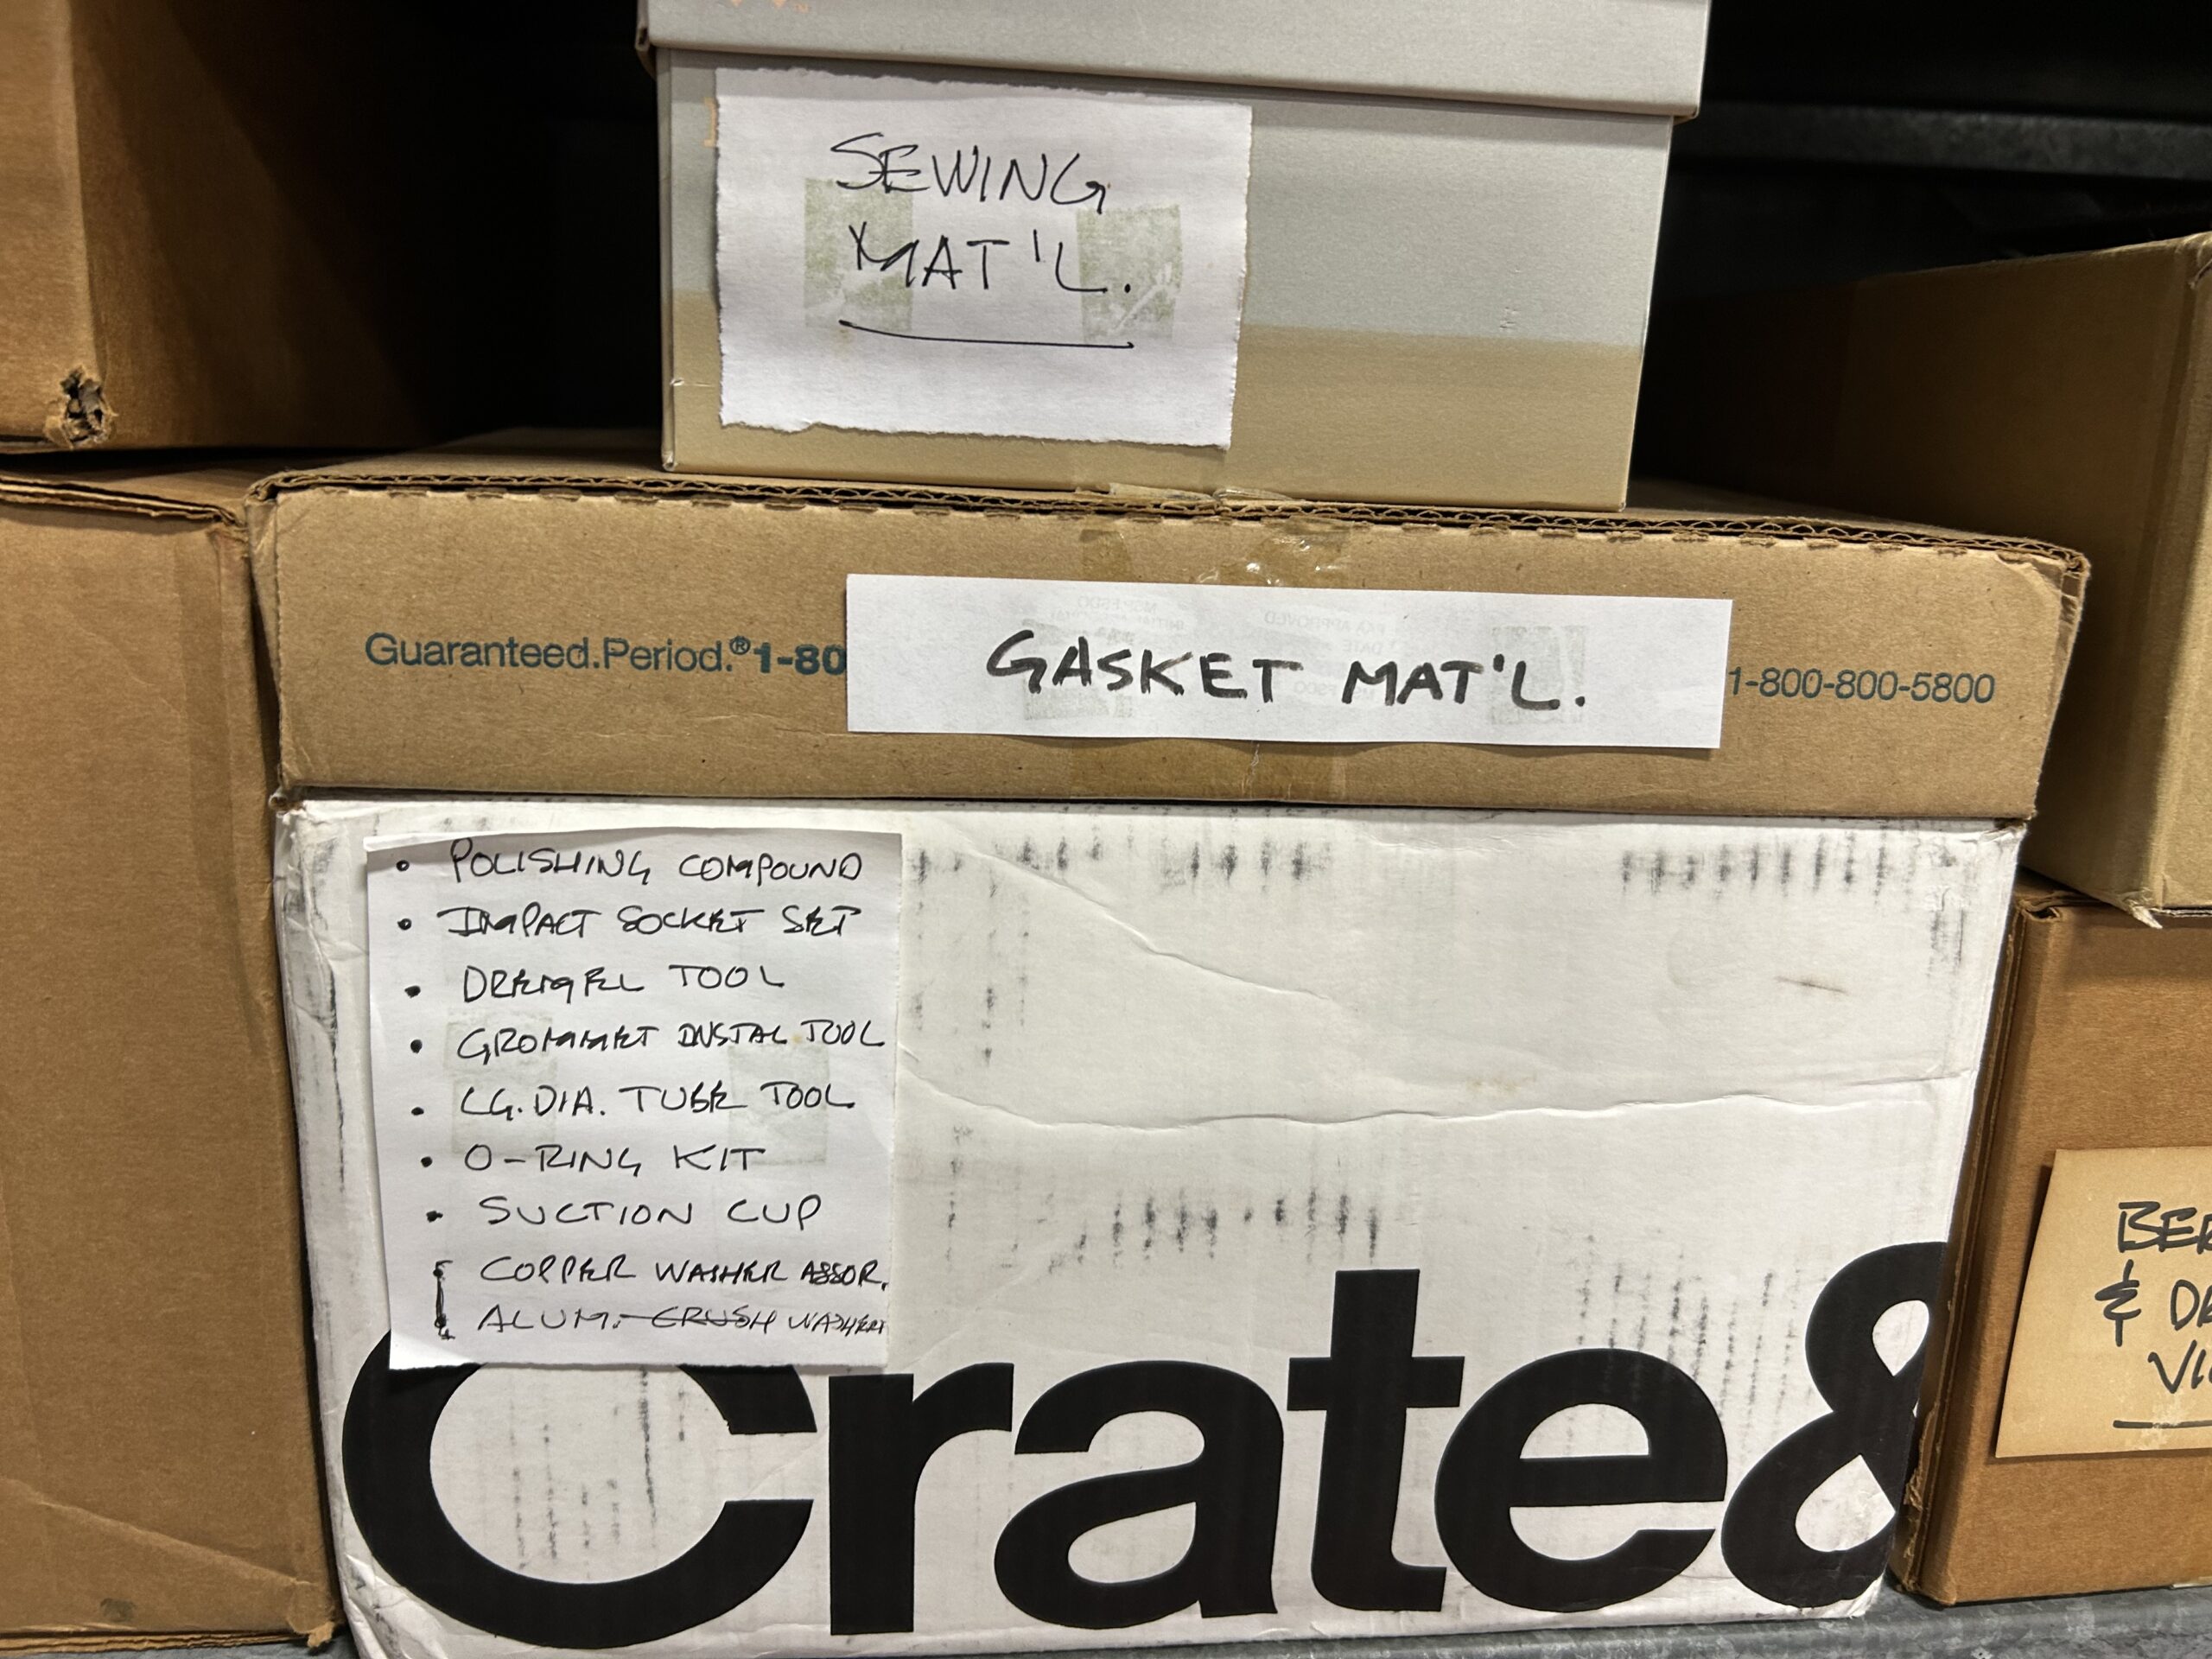 SEWING
MAT'L.
Guaranteed.Period.®1-80
GASKET MAT'L.
1-800-800-5800
• POLISHING COMPOUND
• IMPACT SOCKET SET
• DREMEL TOOL
• GROMMET INSTAL TOOL
• LG. DIA. TUBE TOOL
• O-RING KIT
• SUCTION CUP
COPPER WASHER ASSOR.
ALUM. CRUSH WASHERS
Crate&
&